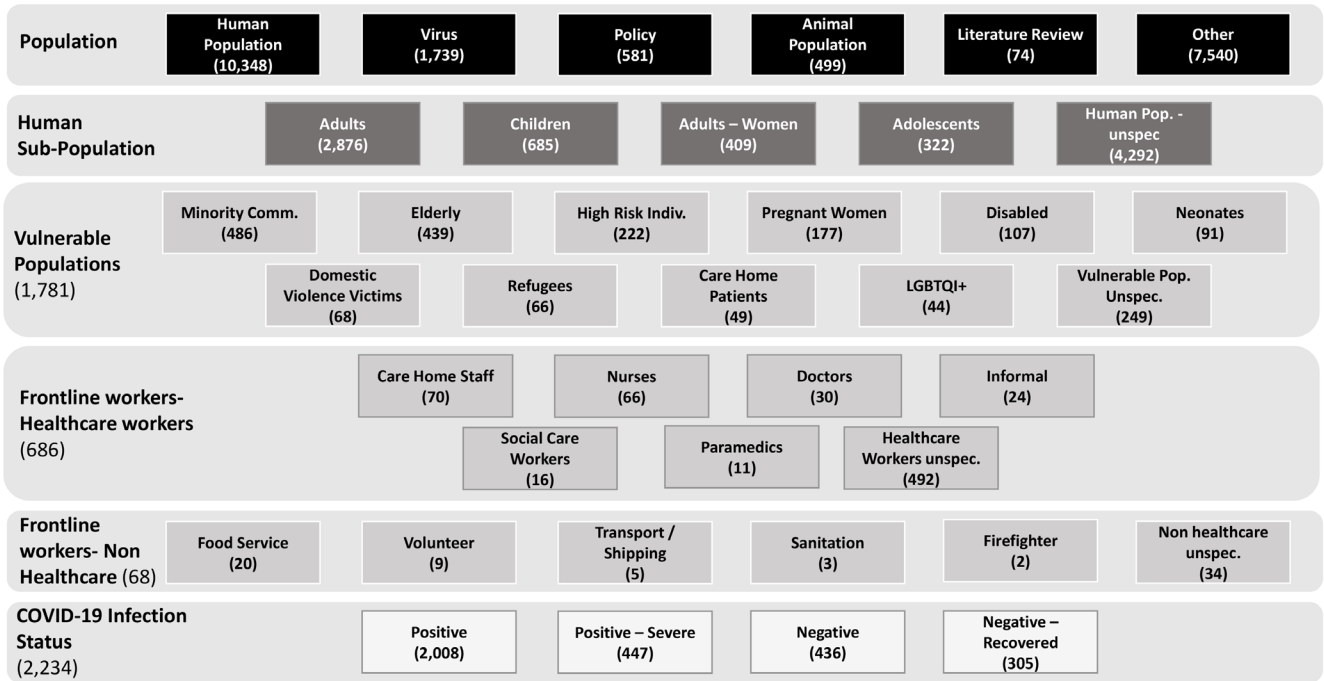 Population
Human
Population
(10,348)
Virus
(1,739)
Policy
(581)
Animal
Population
(499)
Literature Review
(74)
Other
(7,540)
Human
Sub-Population
Adults
(2,876)
Children
(685)
Adults – Women
(409)
Adolescents
(322)
Human Pop. -
unspec
(4,292)
Vulnerable
Populations
(1,781)
Minority Comm.
(486)
Elderly
(439)
High Risk Indiv.
(222)
Pregnant Women
(177)
Disabled
(107)
Neonates
(91)
Domestic
Violence Victims
(68)
Refugees
(66)
Care Home
Patients
(49)
LGBTQI+
(44)
Vulnerable Pop.
Unspec.
(249)
Frontline workers-
Healthcare workers
(686)
Care Home Staff
(70)
Nurses
(66)
Doctors
(30)
Informal
(24)
Social Care
Workers
(16)
Paramedics
(11)
Healthcare
Workers unspec.
(492)
Frontline
workers- Non
Healthcare (68)
Food Service
(20)
Volunteer
(9)
Transport /
Shipping
(5)
Sanitation
(3)
Firefighter
(2)
Non healthcare
unspec.
(34)
COVID-19 Infection
Status
(2,234)
Positive
(2,008)
Positive – Severe
(447)
Negative
(436)
Negative –
Recovered
(305)